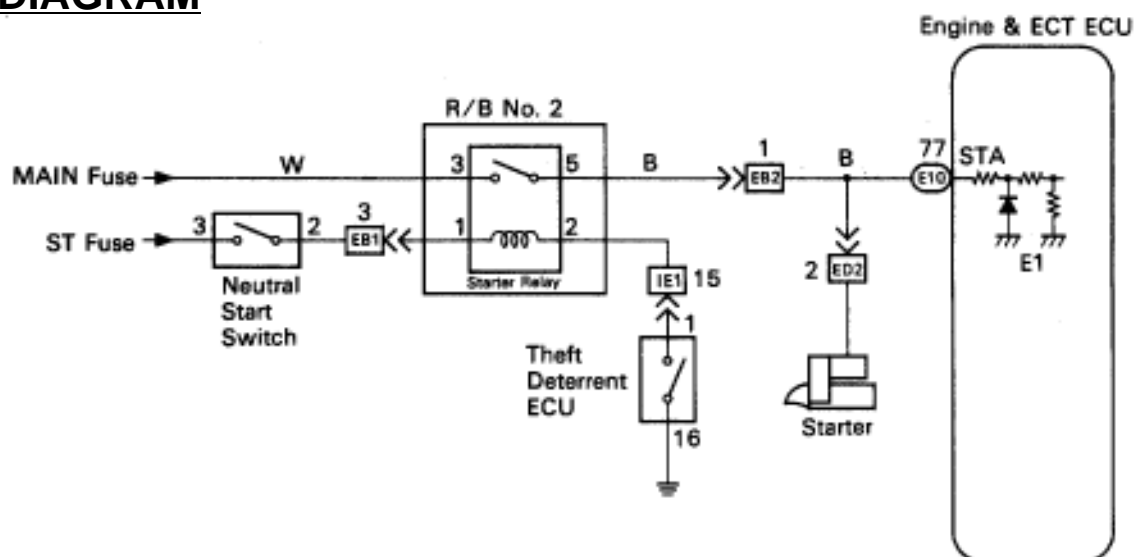 DIAGRAM
Engine & ECT ECU
R/B No. 2
MAIN Fuse
W
3
5
B
1
EB2
B
77
E10
STA
ST Fuse
3
2
3
EB1
1
2
Starter Relay
Neutral
Start
Switch
IE1
15
2
ED2
E1
1
Theft
Deterrent
ECU
16
Starter